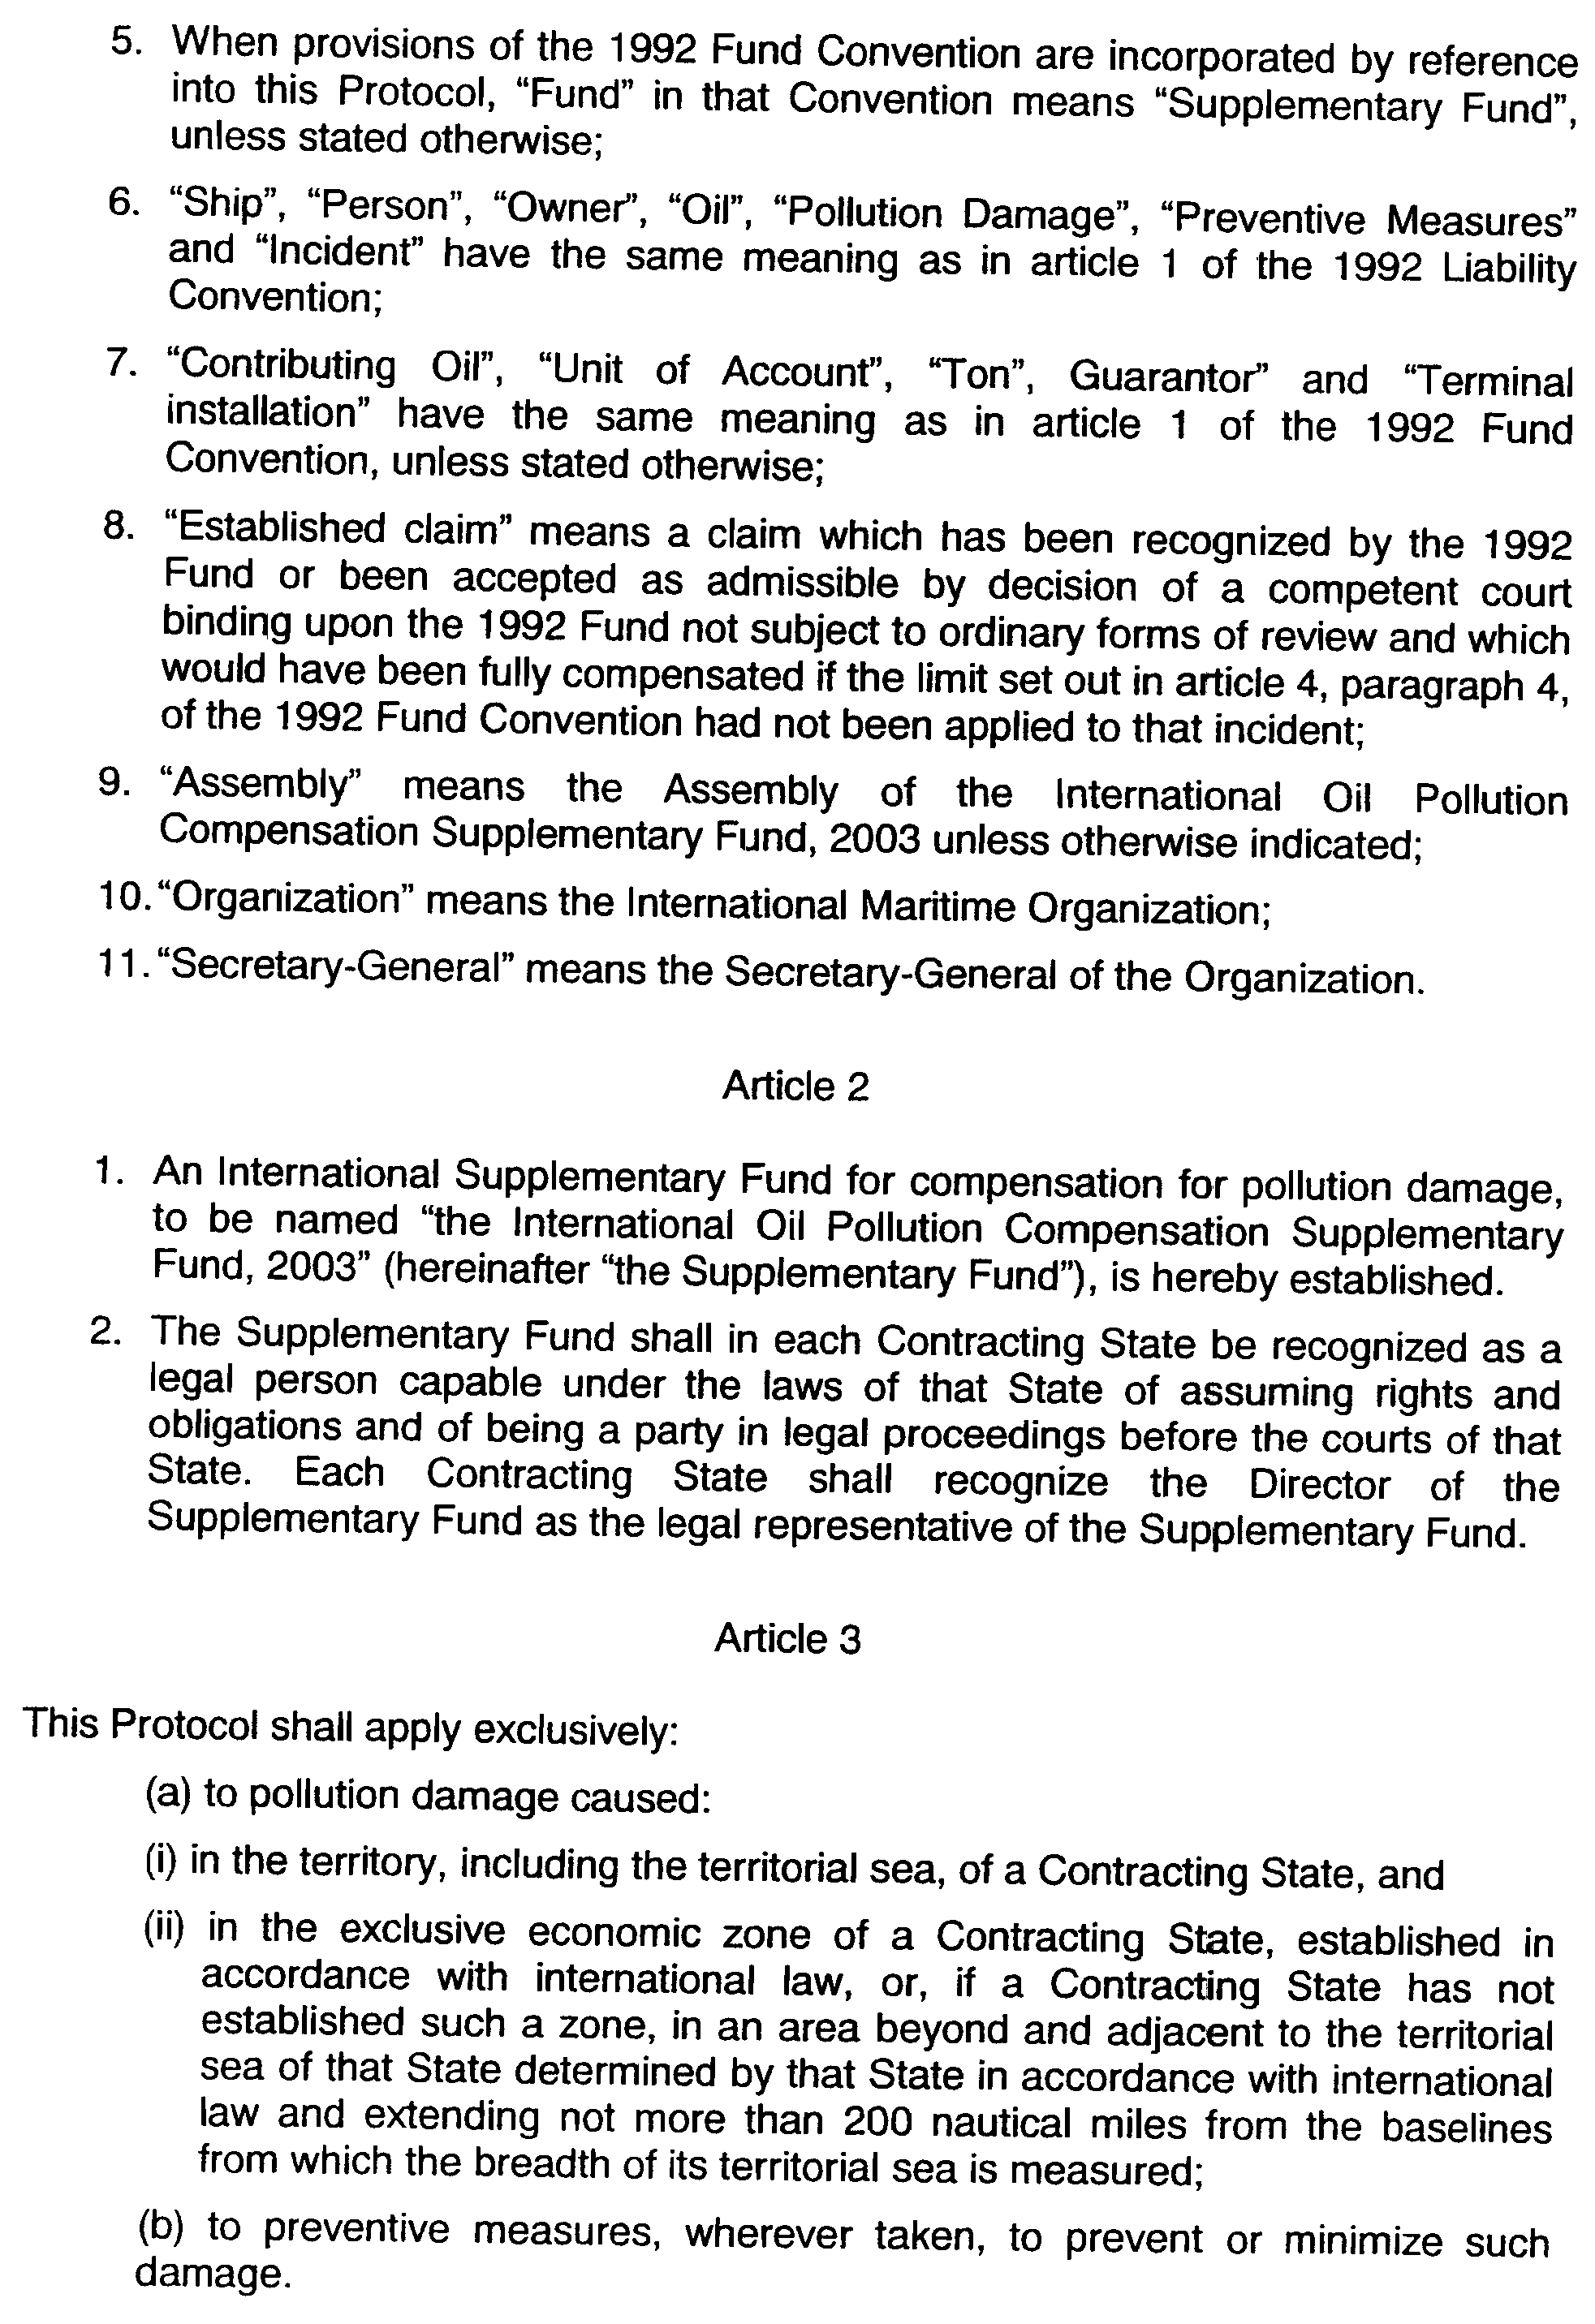 5. When provisions of the 1992 Fund Convention are incorporated by reference
into this Protocol, “Fund” in that Convention means “Supplementary Fund”,
unless stated otherwise;
6. “Ship”, “Person”, “Owner”, “Oil”, “Pollution Damage”, “Preventive Measures”
and “Incident” have the same meaning as in article 1 of the 1992 Liability
Convention;
7. “Contributing Oil”, “Unit of Account”, “Ton”, Guarantor” and “Terminal
installation” have the same meaning as in article 1 of the 1992 Fund
Convention, unless stated otherwise;
8. “Established claim” means a claim which has been recognized by the 1992
Fund or been accepted as admissible by decision of a competent court
binding upon the 1992 Fund not subject to ordinary forms of review and which
would have been fully compensated if the limit set out in article 4, paragraph 4,
of the 1992 Fund Convention had not been applied to that incident;
9. “Assembly” means the Assembly of the International Oil Pollution
Compensation Supplementary Fund, 2003 unless otherwise indicated;
10. “Organization” means the International Maritime Organization;
11. “Secretary-General” means the Secretary-General of the Organization.
Article 2
1. An International Supplementary Fund for compensation for pollution damage,
to be named “the International Oil Pollution Compensation Supplementary
Fund, 2003” (hereinafter “the Supplementary Fund”), is hereby established.
2. The Supplementary Fund shall in each Contracting State be recognized as a
legal person capable under the laws of that State of assuming rights and
obligations and of being a party in legal proceedings before the courts of that
State. Each Contracting State shall recognize the Director of the
Supplementary Fund as the legal representative of the Supplementary Fund.
Article 3
This Protocol shall apply exclusively:
(a) to pollution damage caused:
(i) in the territory, including the territorial sea, of a Contracting State, and
(ii) in the exclusive economic zone of a Contracting State, established in
accordance with international law, or, if a Contracting State has not
established such a zone, in an area beyond and adjacent to the territorial
sea of that State determined by that State in accordance with international
law and extending not more than 200 nautical miles from the baselines
from which the breadth of its territorial sea is measured;
(b) to preventive measures, wherever taken, to prevent or minimize such
damage.